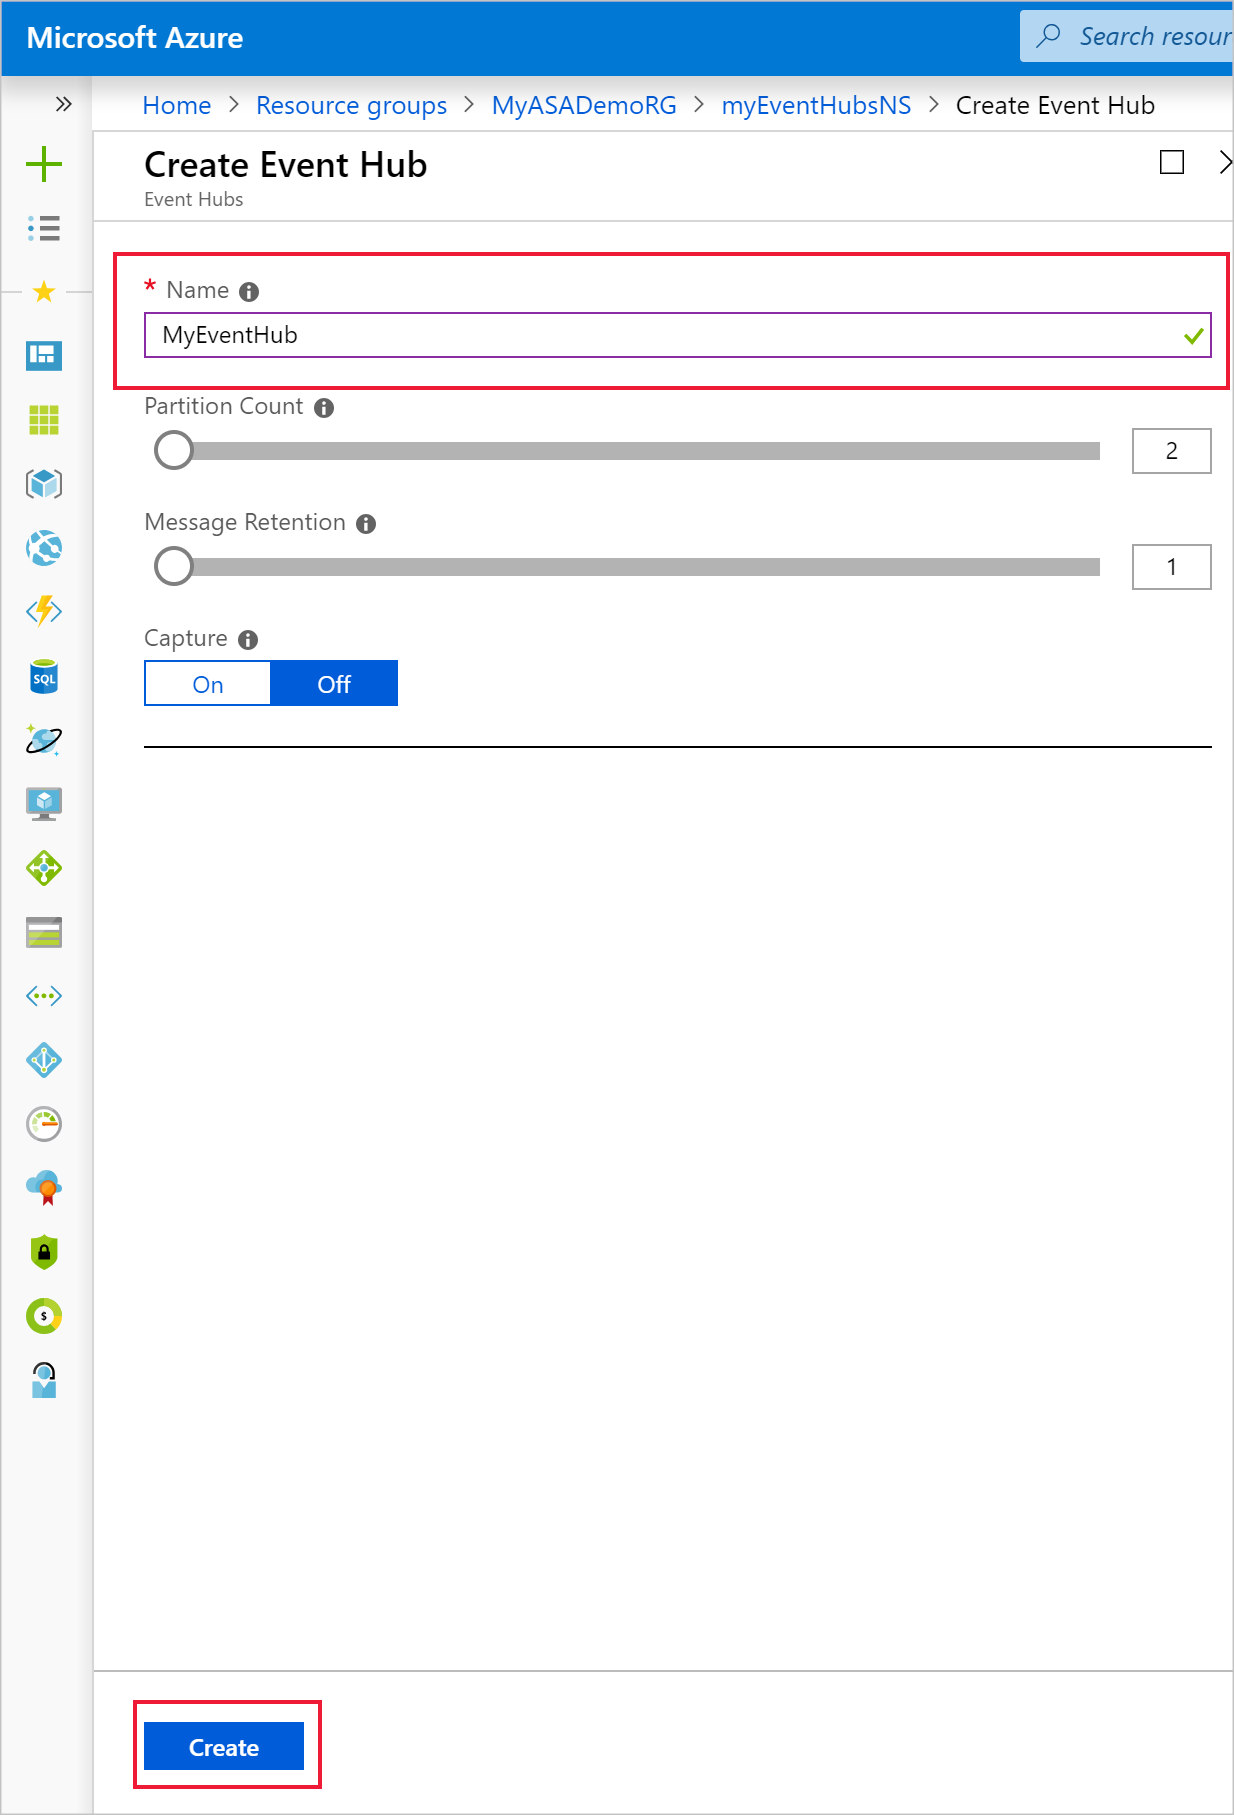 Microsoft Azure
Search resour
Home > Resource groups > MyASADemoRG > myEventHubsNS > Create Event Hub
Create Event Hub
Event Hubs
* Name
MyEventHub
Partition Count
2
Message Retention
1
Capture
On Off
SQL
$
Create